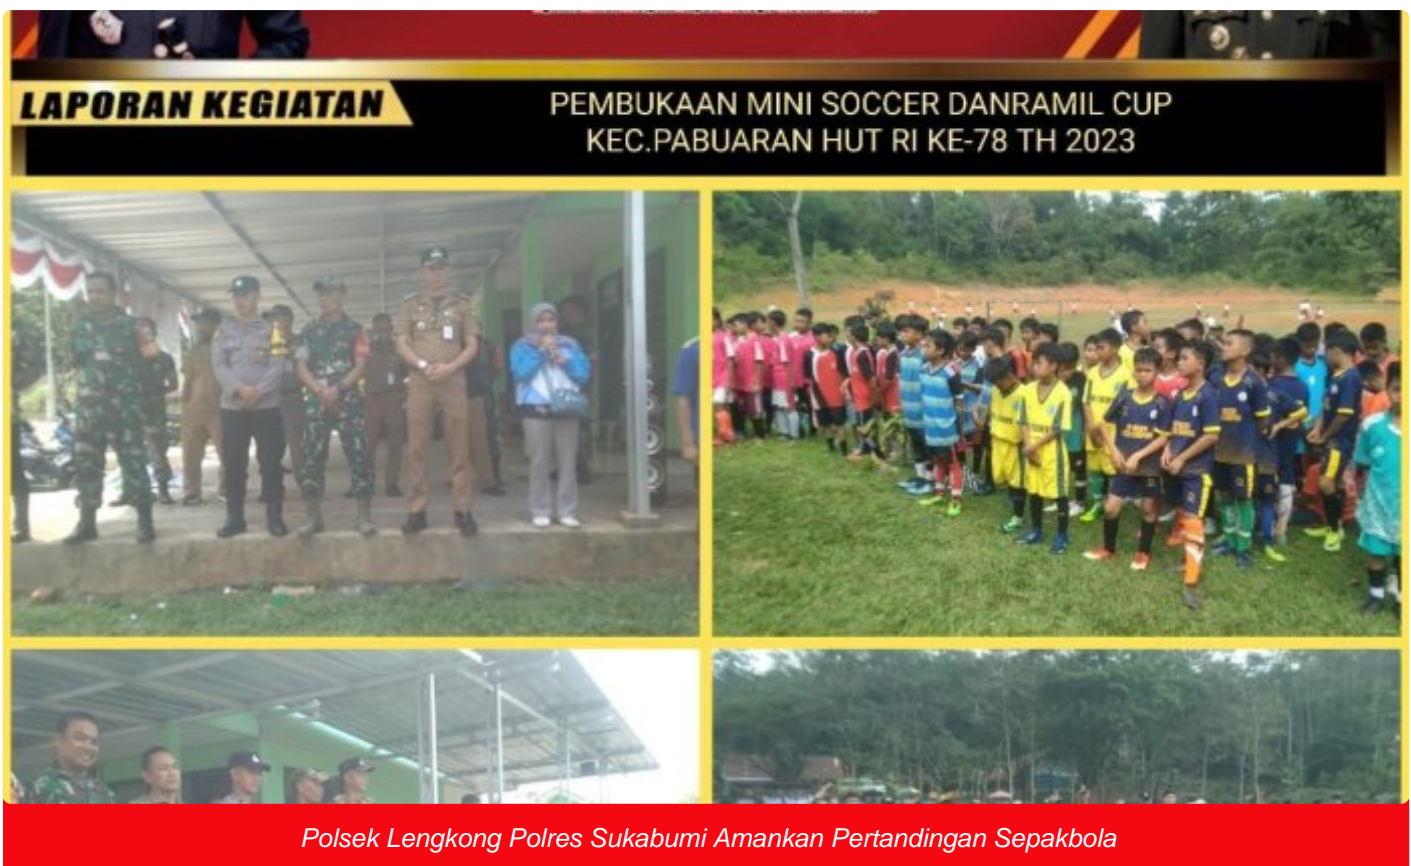 LAPORAN KEGIATAN
PEMBUKAAN MINI SOCCER DANRAMIL CUP
KEC.PABUARAN HUT RI KE-78 TH 2023
Polsek Lengkong Polres Sukabumi Amankan Pertandingan Sepakbola